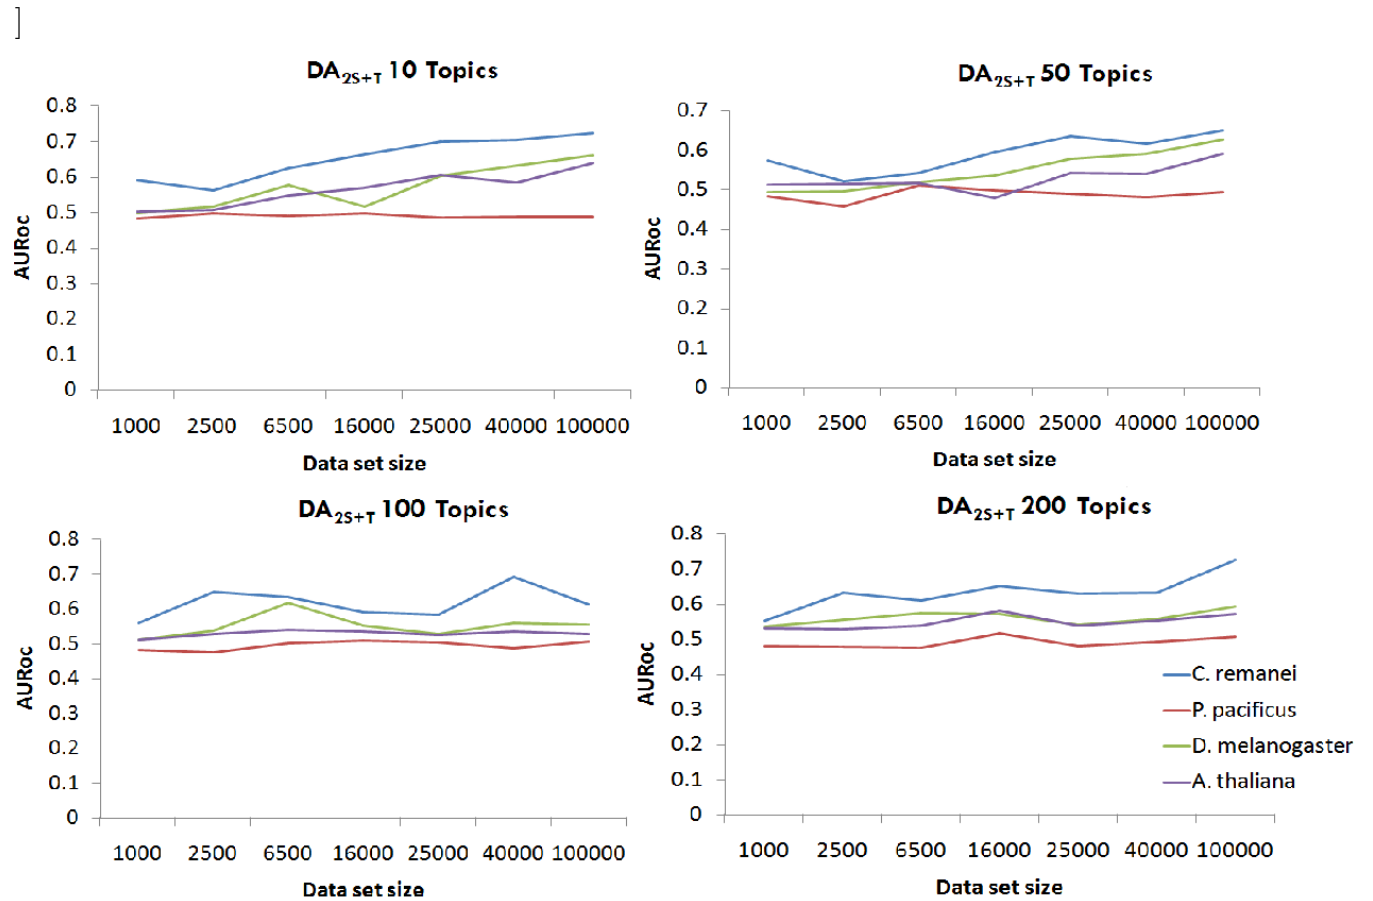 ]
DA2S+T 10 Topics
0.8
0.7
0.6
0.5
0.4
0.3
0.2
0.1
0
AURoc
1000 2500 6500 16000 25000 40000 100000
Data set size
DA2S+T 50 Topics
0.7
0.6
0.5
0.4
0.3
0.2
0.1
0
AURoc
1000 2500 6500 16000 25000 40000 100000
Data set size
DA2S+T 100 Topics
0.8
0.7
0.6
0.5
0.4
0.3
0.2
0.1
0
AURoc
1000 2500 6500 16000 25000 40000 100000
Data set size
DA2S+T 200 Topics
0.8
0.7
0.6
0.5
0.4
0.3
0.2
0.1
0
AURoc
1000 2500 6500 16000 25000 40000 100000
Data set size
C. remanei
P. pacificus
D. melanogaster
A. thaliana